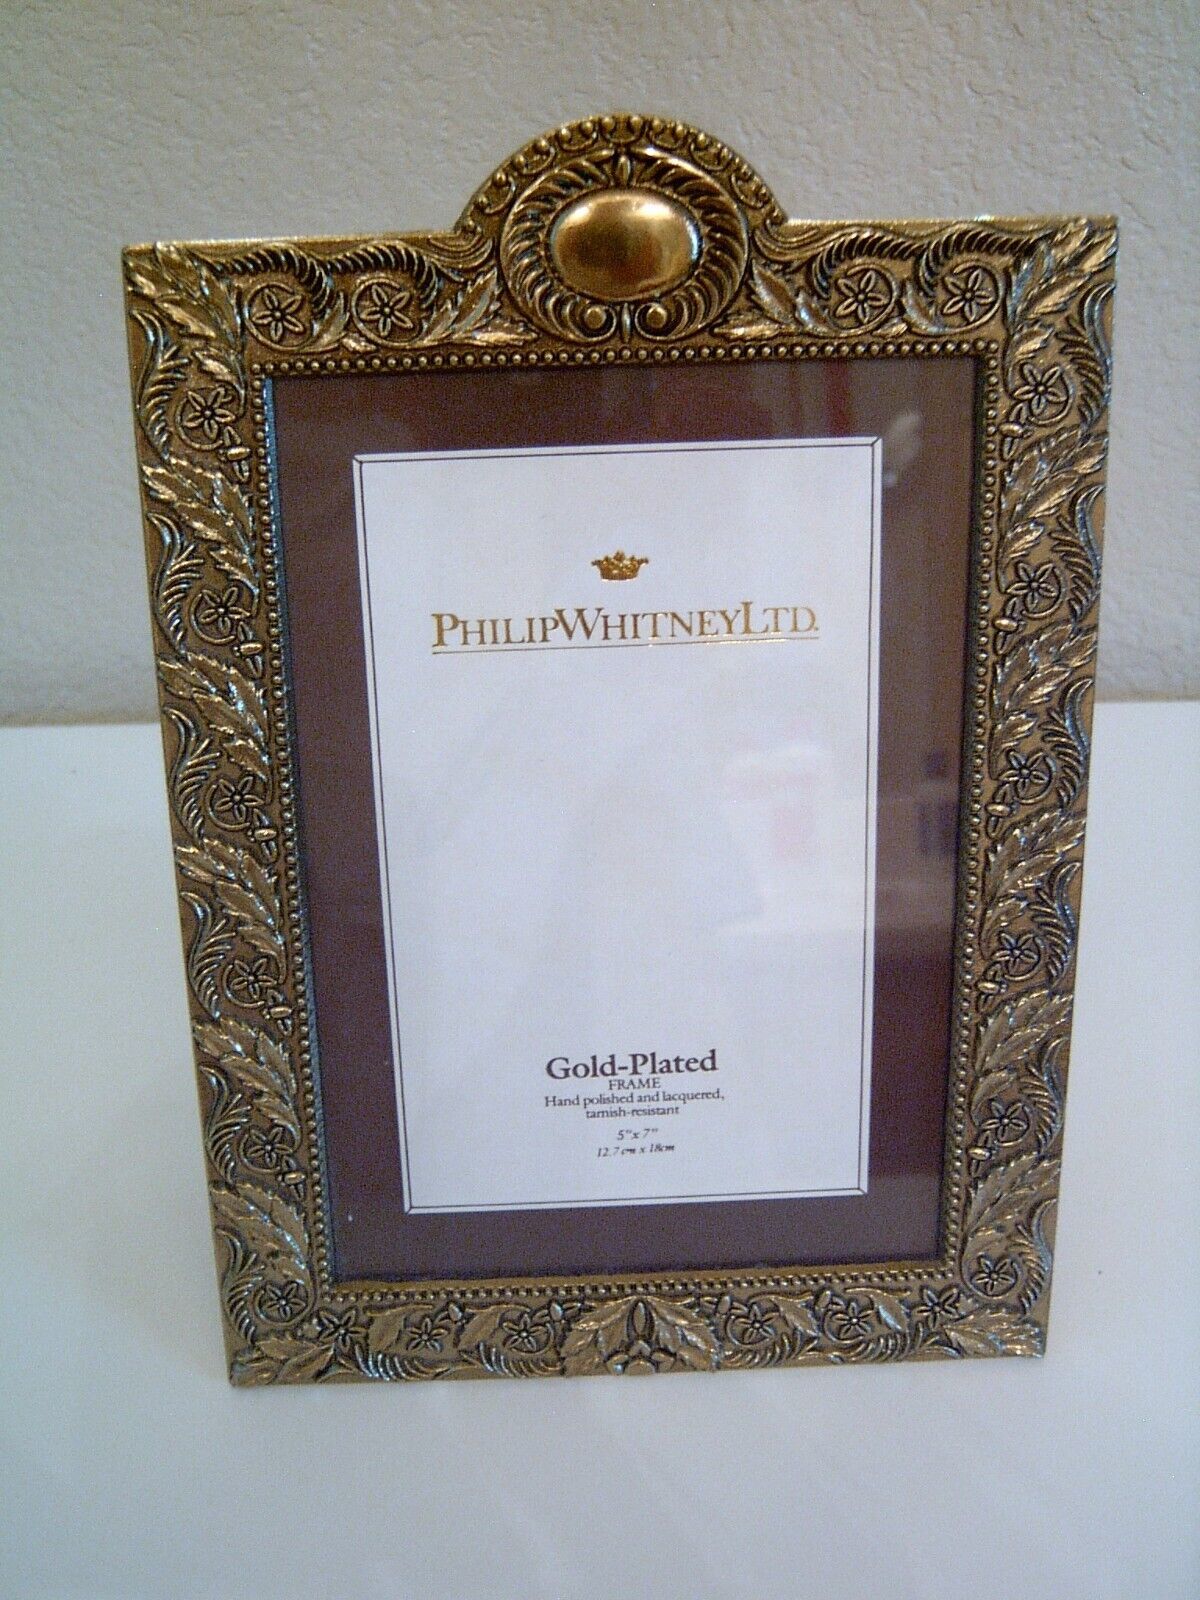 PHILIPWHITNEYLTD.
Gold-Plated
FRAME
Hand polished and lacquered,
tarnish-resistant
5" x 7"
12.7 cm x 18cm